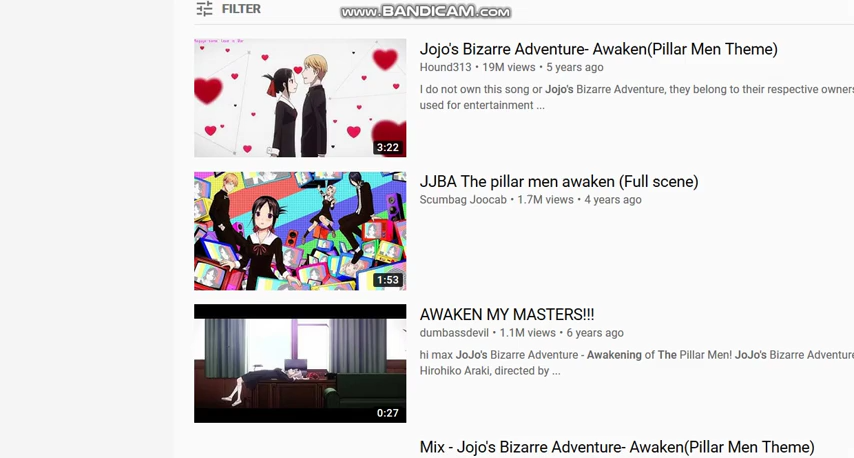 FILTER
www.BANDICAM.com
Jojo's Bizarre Adventure- Awaken(Pillar Men Theme)
Hound313 • 19M views • 5 years ago
I do not own this song or Jojo's Bizarre Adventure, they belong to their respective owners
used for entertainment ...
3:22
JJBA The pillar men awaken (Full scene)
Scumbag Joocab • 1.7M views • 4 years ago
1:53
AWAKEN MY MASTERS!!!
dumbassdevil • 1.1M views • 6 years ago
hi max JoJo's Bizarre Adventure - Awakening of The Pillar Men! JoJo's Bizarre Adventure
Hirohiko Araki, directed by ...
0:27
Mix - Jojo's Bizarre Adventure- Awaken(Pillar Men Theme)